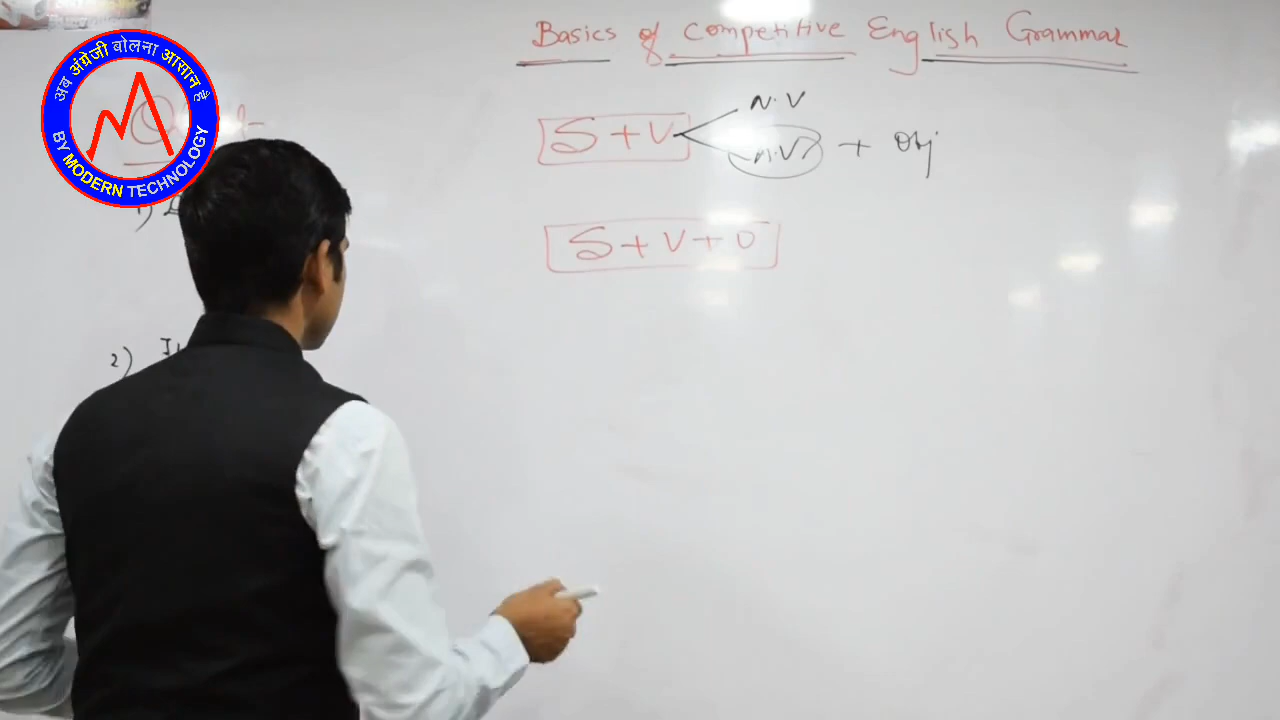 अब अंग्रेजी बोलना आसान है
BY MODERN TECHNOLOGY
Basics of Competitive English Grammar
S + V
N.V
M.V + Obj
S + V + O
1)
2)